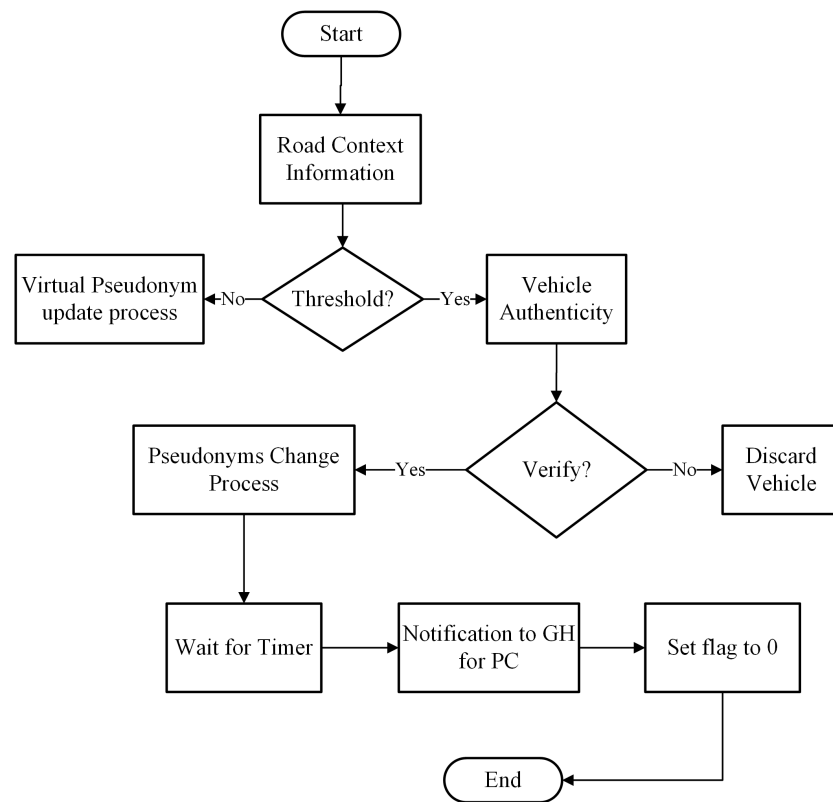 Start
Road Context
Information
Virtual Pseudonym
update process
No
Threshold?
Yes
Vehicle
Authenticity
Pseudonyms Change
Process
Yes
Verify?
No
Discard
Vehicle
Wait for Timer
Notification to GH
for PC
Set flag to 0
End